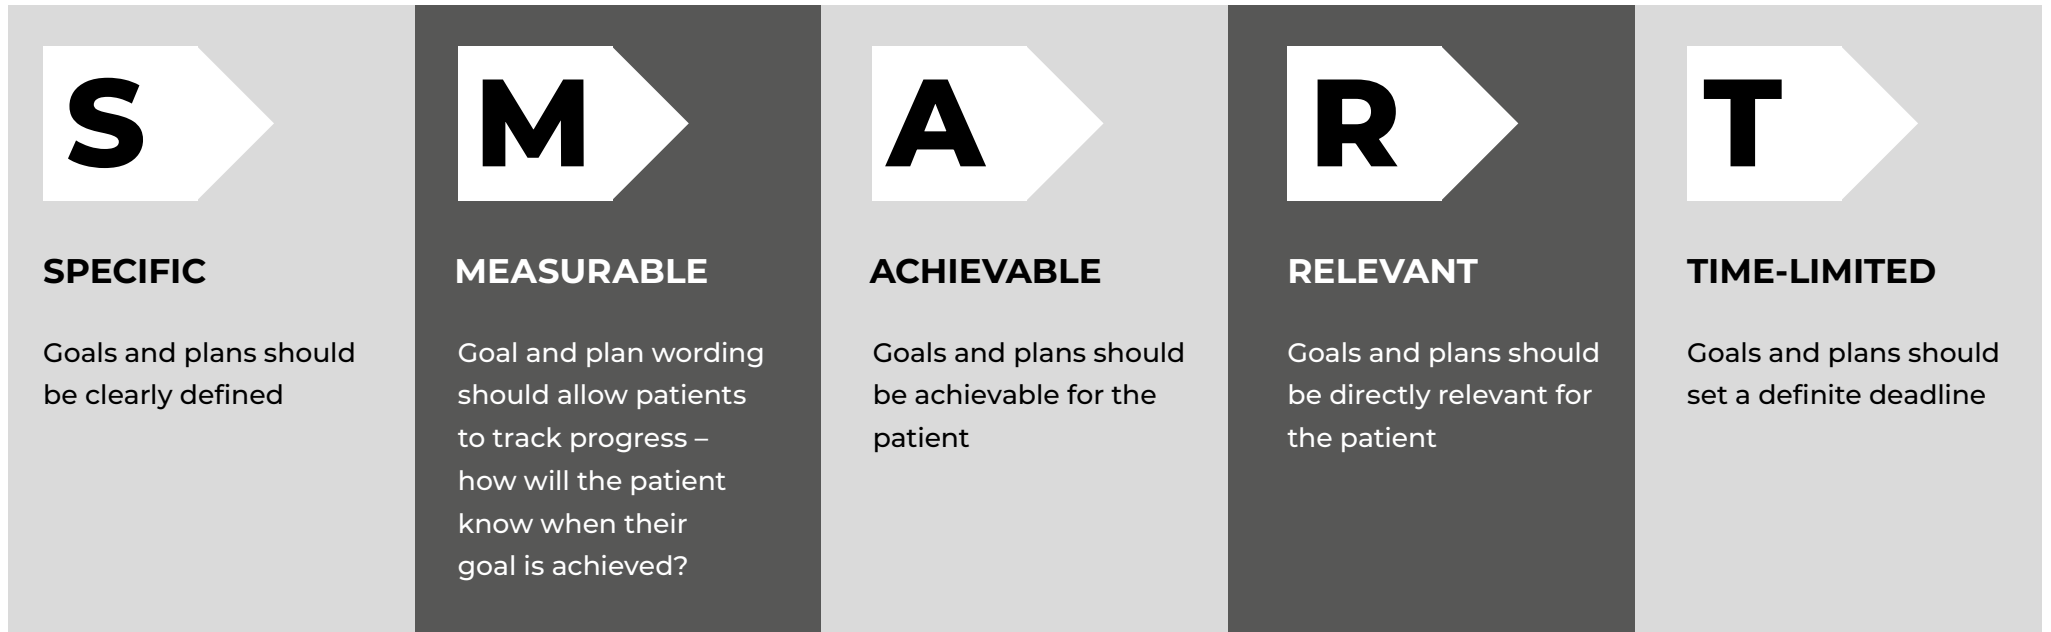 S
SPECIFIC
Goals and plans should
be clearly defined
M
MEASURABLE
Goal and plan wording
should allow patients
to track progress –
how will the patient
know when their
goal is achieved?
A
ACHIEVABLE
Goals and plans should
be achievable for the
patient
R
RELEVANT
Goals and plans should
be directly relevant for
the patient
T
TIME-LIMITED
Goals and plans should
set a definite deadline